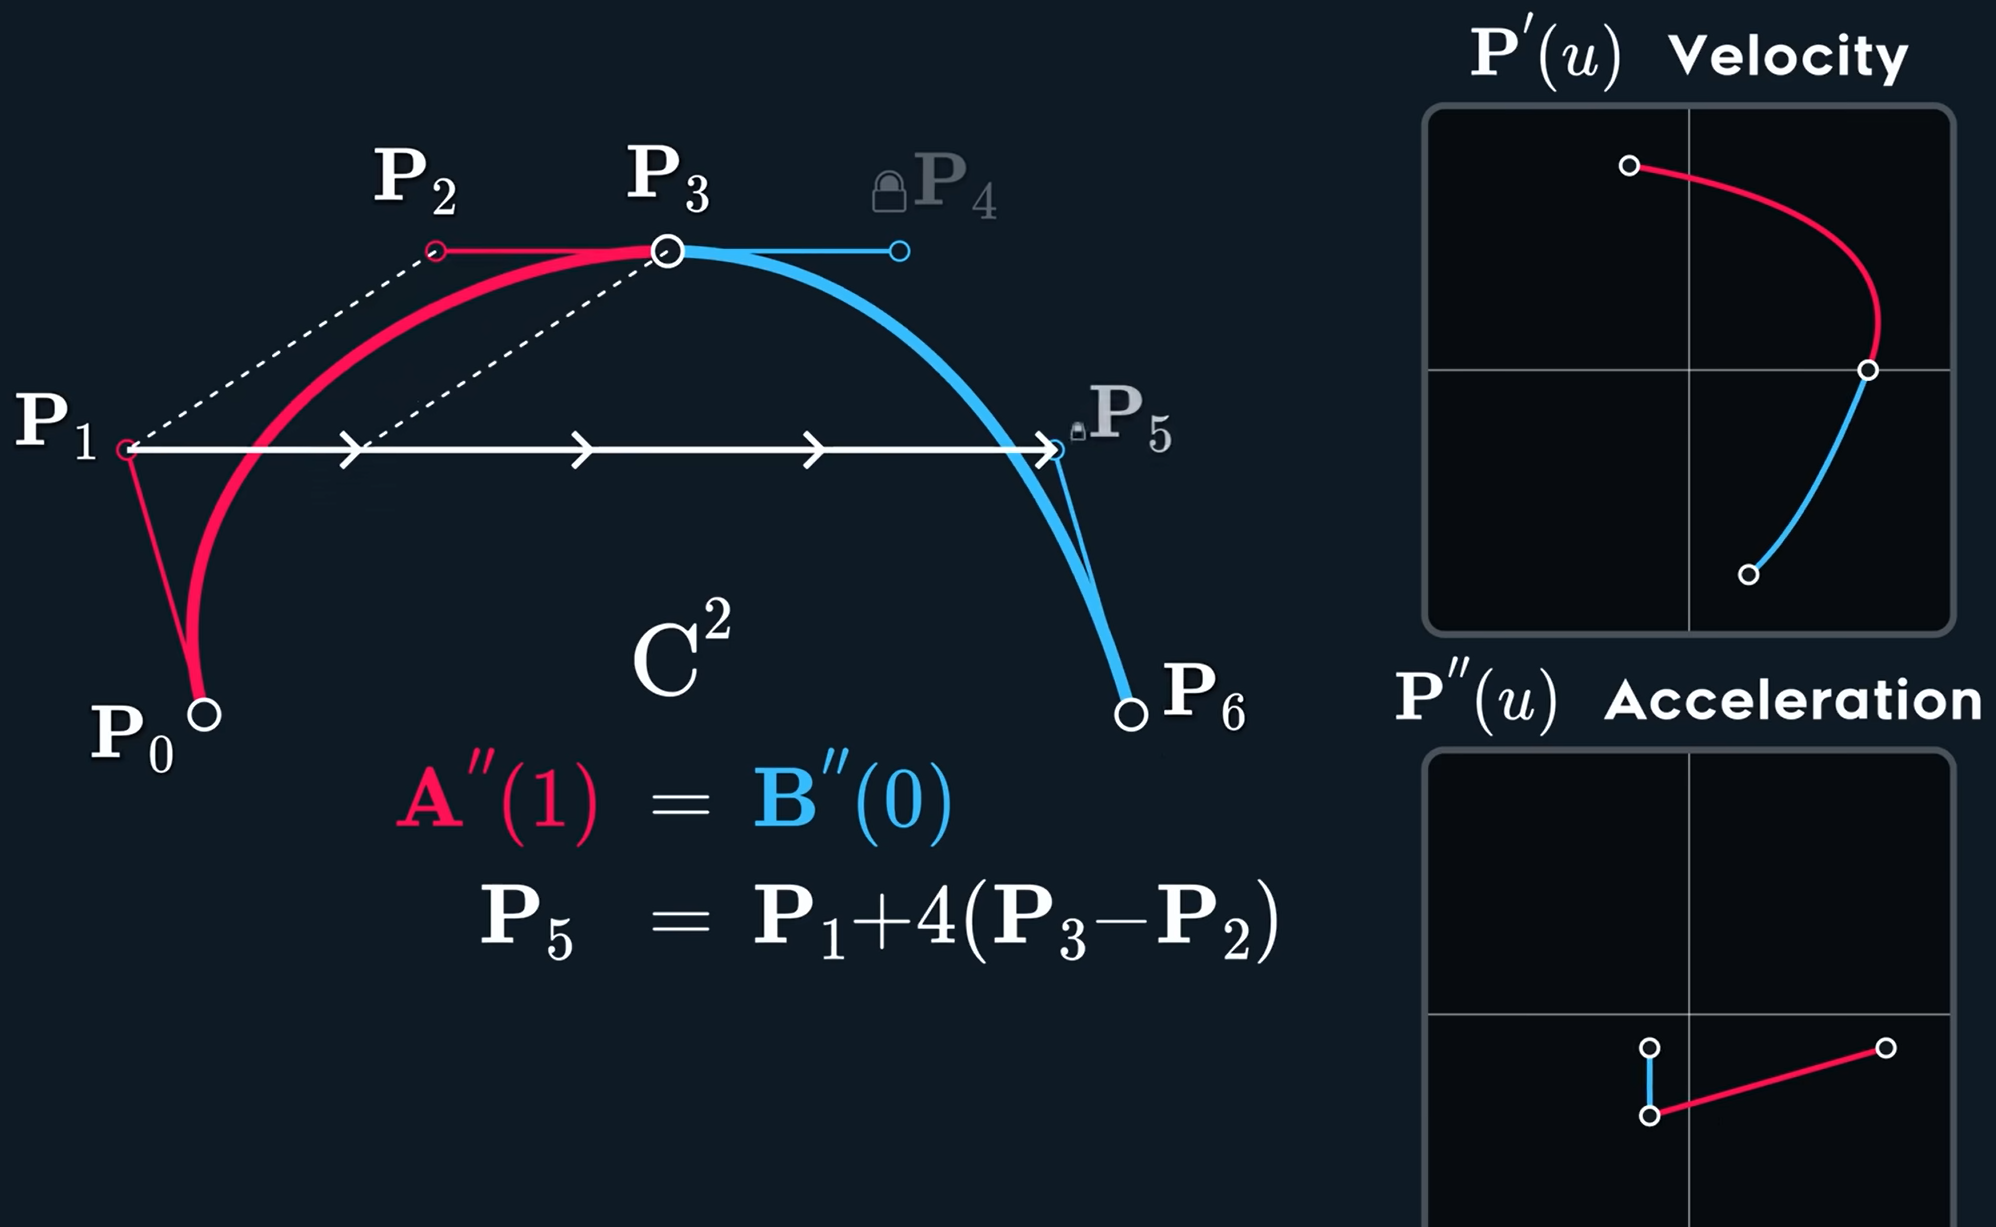 P₂
P₃
P₄
P₁
P₅
P₀
P₆
C²
A″(1) = B″(0)
P₅ = P₁+4(P₃−P₂)
P′(u) Velocity
P″(u) Acceleration